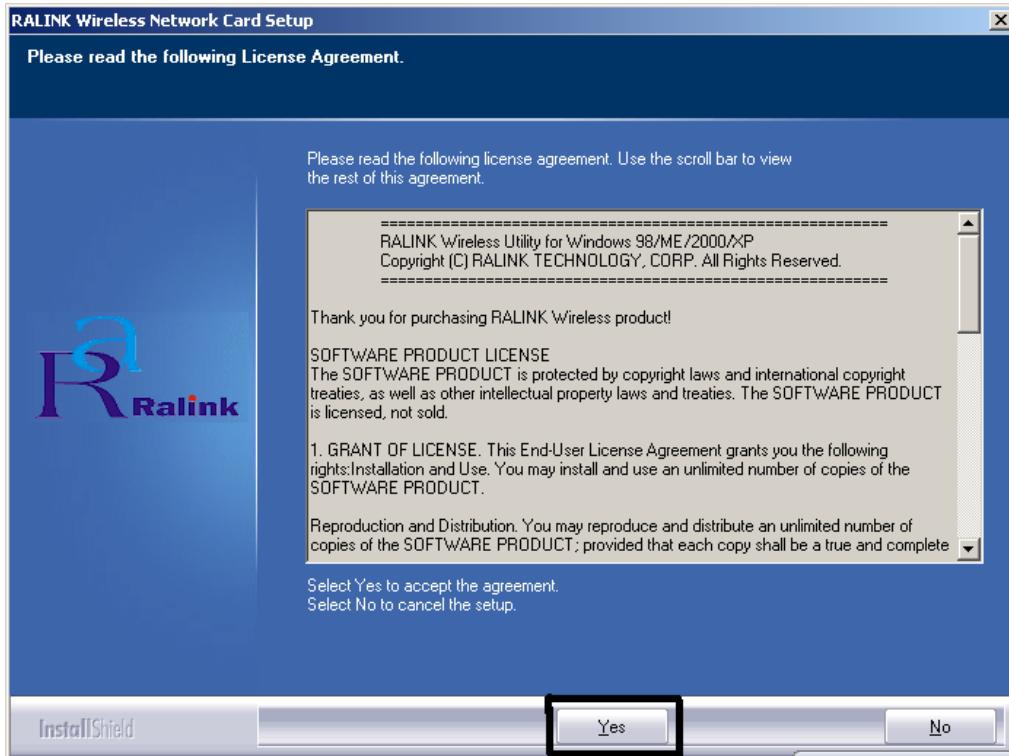 RALINK Wireless Network Card Setup
Please read the following License Agreement.
Please read the following license agreement. Use the scroll bar to view
the rest of this agreement.
============================================================
RALINK Wireless Utility for Windows 98/ME/2000/XP
Copyright (C) RALINK TECHNOLOGY, CORP. All Rights Reserved.
============================================================
Thank you for purchasing RALINK Wireless product!
SOFTWARE PRODUCT LICENSE
The SOFTWARE PRODUCT is protected by copyright laws and international copyright
treaties, as well as other intellectual property laws and treaties. The SOFTWARE PRODUCT
is licensed, not sold.
1. GRANT OF LICENSE. This End-User License Agreement grants you the following
rights:Installation and Use. You may install and use an unlimited number of copies of the
SOFTWARE PRODUCT.
Reproduction and Distribution. You may reproduce and distribute an unlimited number of
copies of the SOFTWARE PRODUCT; provided that each copy shall be a true and complete
Ra
Ralink
Select Yes to accept the agreement.
Select No to cancel the setup.
InstallShield
Yes
No